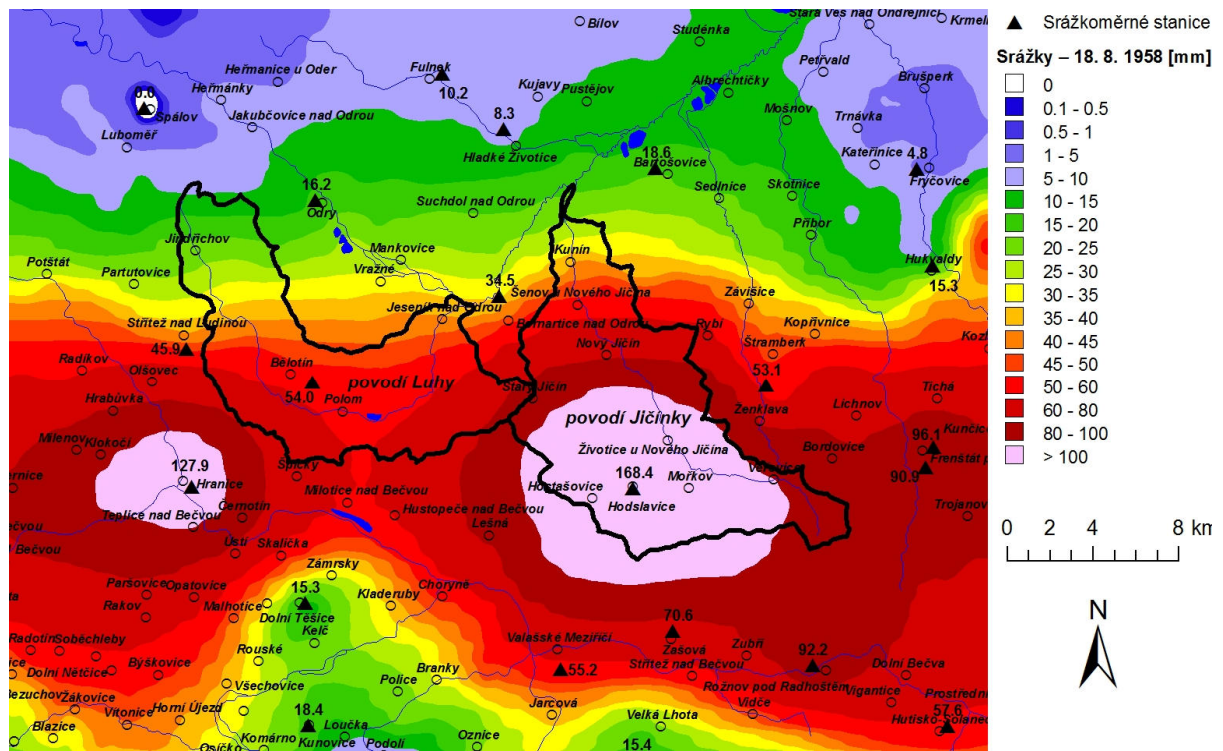 Stará Ves nad Ondřejnicí
Krmel
Bílov
Studénka
Petřvald
Brušperk
Heřmanice u Oder
Fulnek
10.2
Kujavy
Pustějov
Albrechtičky
Heřmánky
0.0
Spálov
Luboměř
Jakubčovice nad Odrou
8.3
Hladké Životice
Mošnov
Trnávka
Kateřinice
4.8
Fryčovice
18.6
Bartošovice
Sedlnice
Skotnice
16.2
Odry
Suchdol nad Odrou
Příbor
Jindřichov
Mankovice
Kunín
Hukvaldy
15.3
Potštát
Partutovice
Vražné
34.5
Šenov u Nového Jičína
Závišice
Jeseník nad Odrou
Bernartice nad Odrou
Rybí
Kopřivnice
Střítež nad Ludinou
45.9
Nový Jičín
Štramberk
Radíkov
Olšovec
Bělotín
54.0
povodí Luhy
Polom
Starý Jičín
53.1
Tichá
Hrabůvka
Ženklava
Lichnov
povodí Jičínky
Milenov
Klokočí
Životice u Nového Jičína
Bordovice
96.1
Kunčice
Frenštát p
90.9
127.9
Hranice
Špičky
168.4
Mořkov
Veřovice
Hostašovice
Hodslavice
Milotice nad Bečvou
Černotín
Hustopeče nad Bečvou
Lešná
Trojanovi
Teplice nad Bečvou
Ústí
Skalička
Zámrsky
Paršovice
Opatovice
Rakov
Malhotice
15.3
Dolní Těšice
Kladeruby
Choryně
Kelč
Radotín
Soběchleby
Dolní Nětčice
Býškovice
Rouské
Valašské Meziříčí
55.2
70.6
Zašová
Střítež nad Bečvou
Zubří
92.2
Dolní Bečva
Rožnov pod Radhoštěm
Vigantice
Prostřední
57.6
Hutisko-Solanec
Branky
Police
Všechovice
Žákovice
Vítonice
Horní Újezd
Blazice
18.4
Kunovice
Loučka
Jarcová
Vidče
Velká Lhota
15.4
Osíčko
Komárno
Podolí
Oznice
Srážkoměrné stanice
Srážky – 18. 8. 1958 [mm]
0
0.1 - 0.5
0.5 - 1
1 - 5
5 - 10
10 - 15
15 - 20
20 - 25
25 - 30
30 - 35
35 - 40
40 - 45
45 - 50
50 - 60
60 - 80
80 - 100
> 100
0 2 4 8 km
N